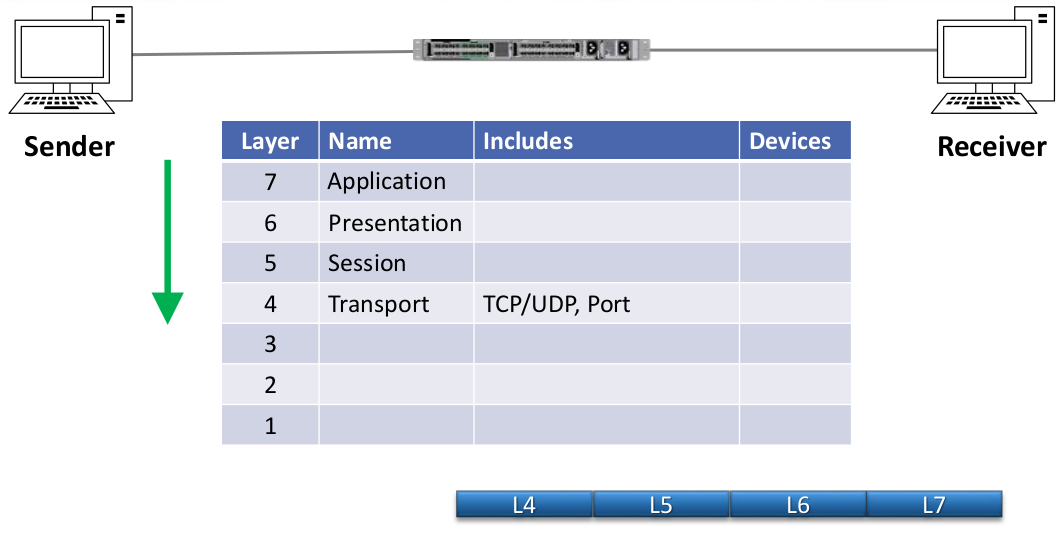 Sender
Receiver
Layer Name Includes Devices
7 Application
6 Presentation
5 Session
4 Transport TCP/UDP, Port
3
2
1
L4 L5 L6 L7